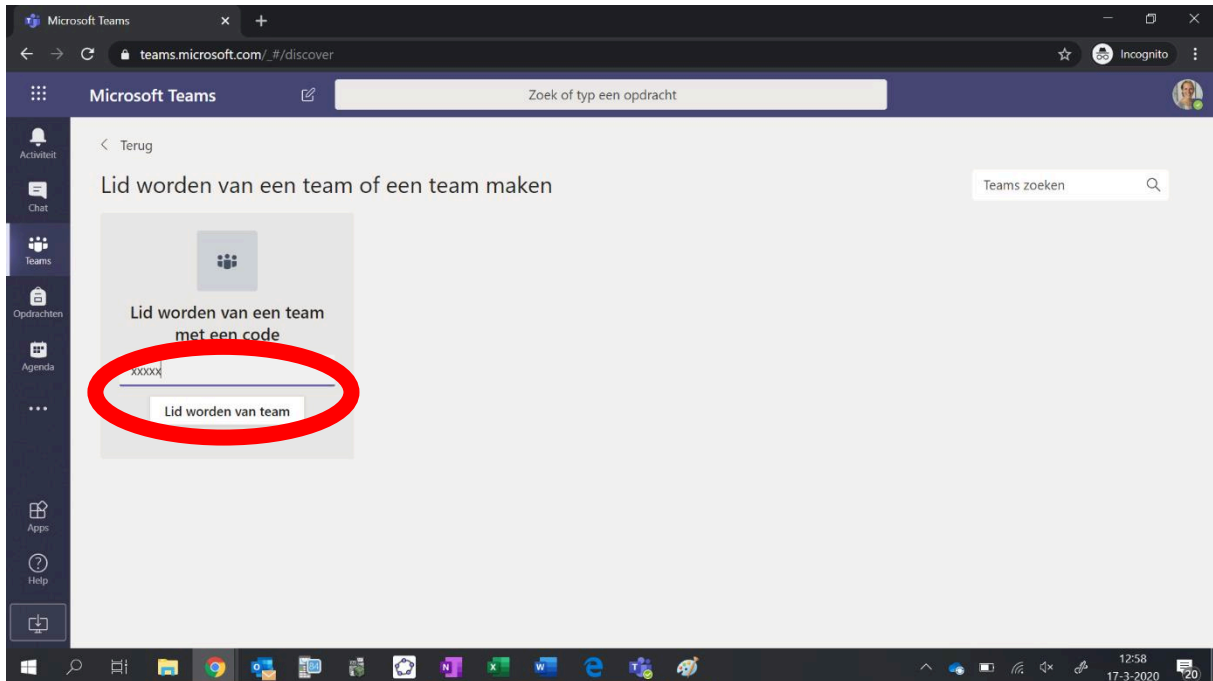 Microsoft Teams
teams.microsoft.com/_#/discover
Incognito
Microsoft Teams
Zoek of typ een opdracht
Activiteit
Chat
Teams
Opdrachten
Agenda
Apps
Help
Terug
Lid worden van een team of een team maken
Teams zoeken
Lid worden van een team
met een code
xxxxx
Lid worden van team
12:58
17-3-2020
20